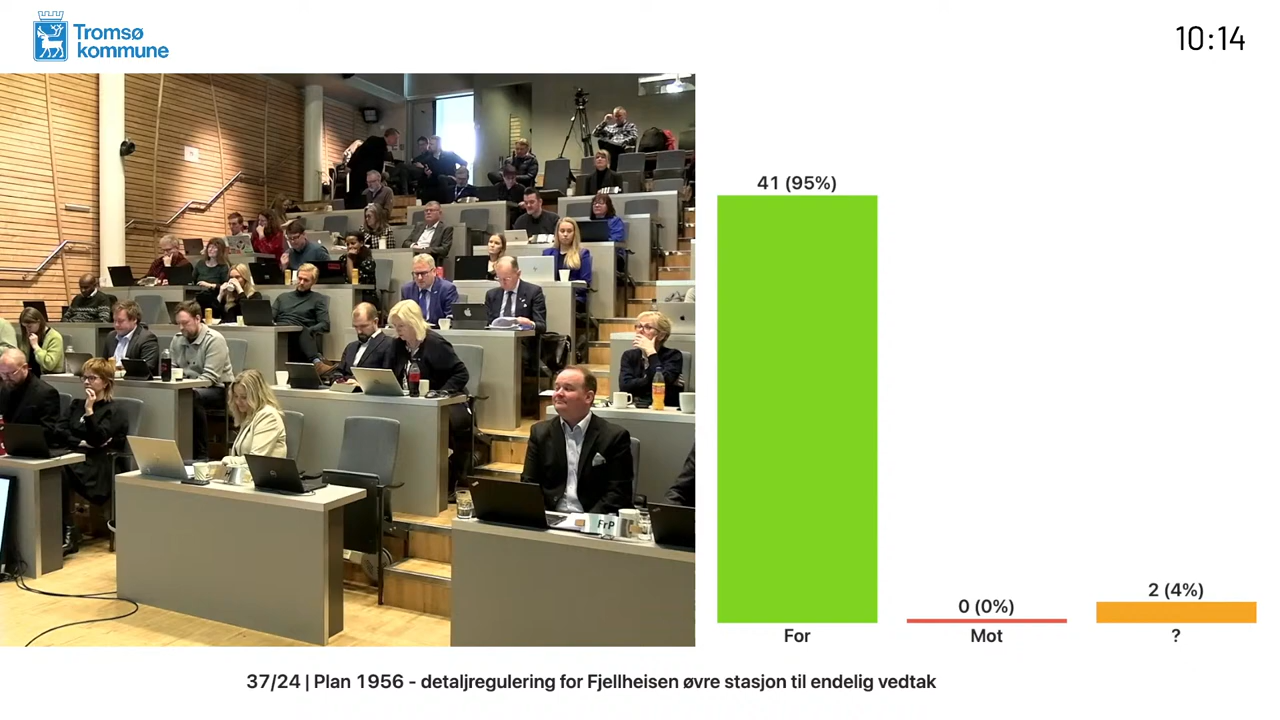 Tromsø
kommune
10:14
41 (95%)
0 (0%)
2 (4%)
For
Mot
?
FrP
H
37/24 | Plan 1956 - detaljregulering for Fjellheisen øvre stasjon til endelig vedtak